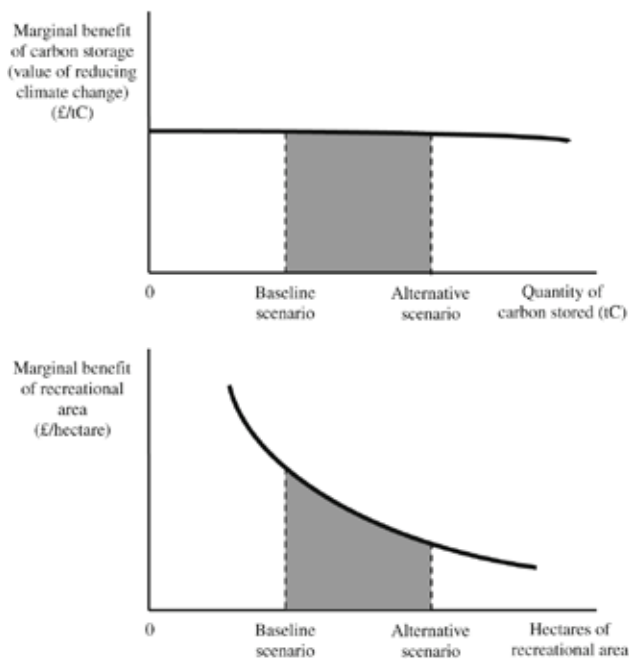 Marginal benefit
of carbon storage
(value of reducing
climate change)
(£/tC)
0
Baseline
scenario
Alternative
scenario
Quantity of
carbon stored (tC)
Marginal benefit
of recreational
area
(£/hectare)
0
Baseline
scenario
Alternative
scenario
Hectares of
recreational area